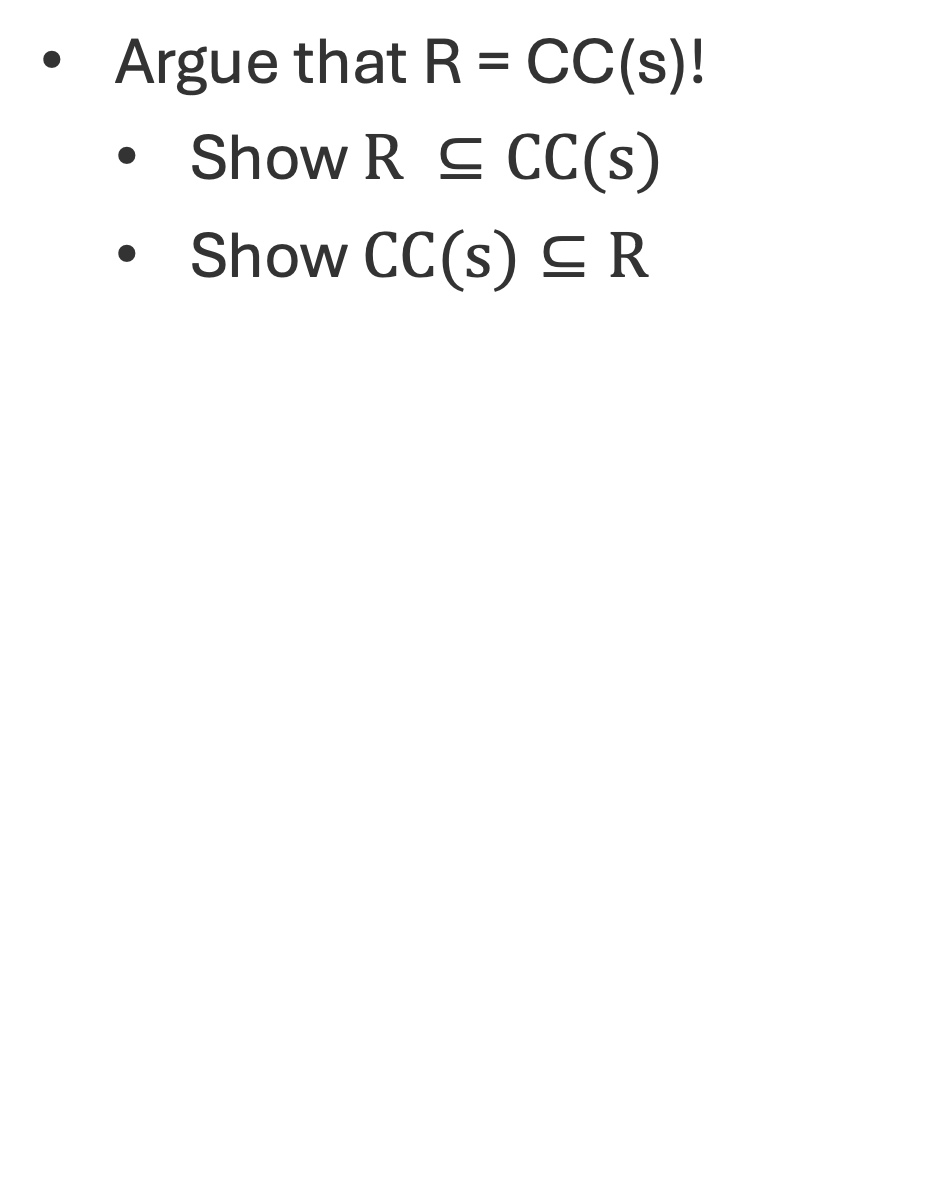 • Argue that R = CC(s)!
• Show R ⊆ CC(s)
• Show CC(s) ⊆ R